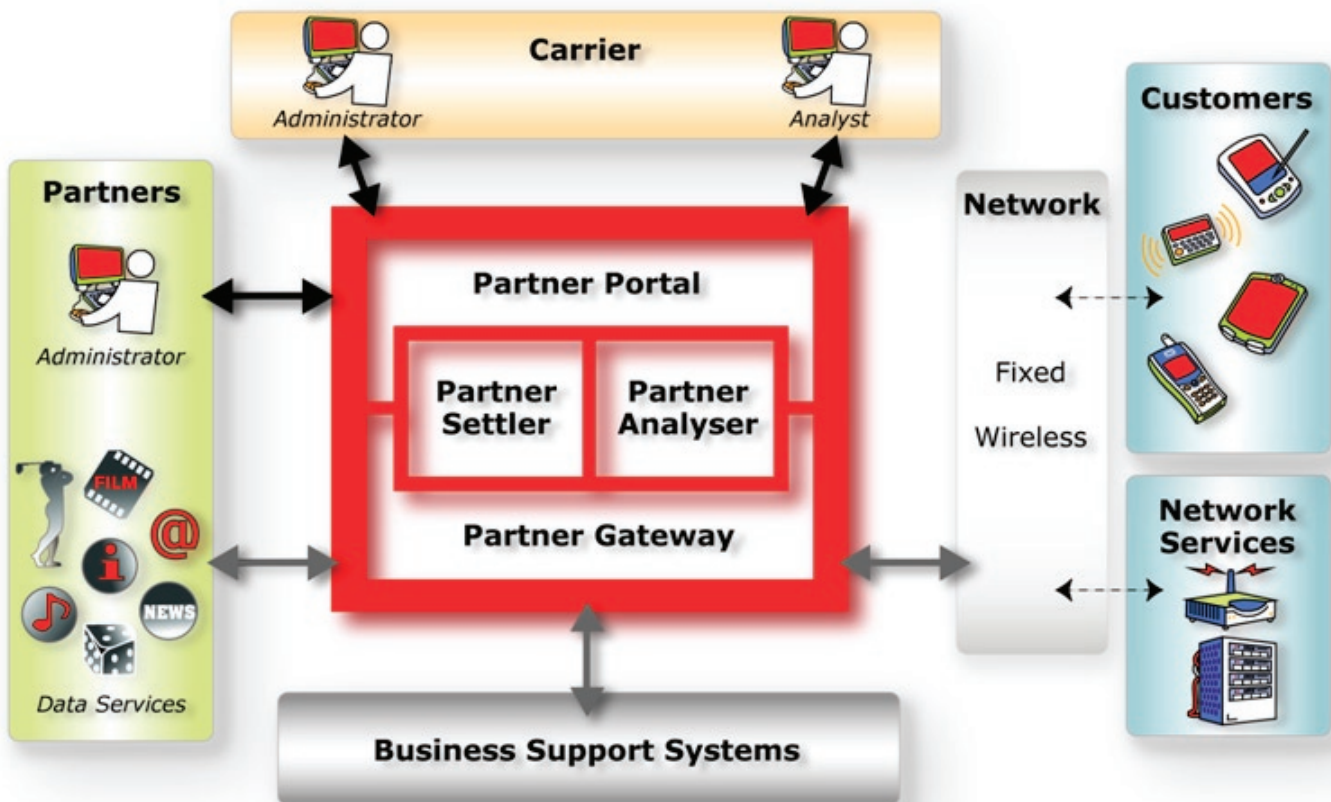 Carrier
Administrator
Analyst
Customers
Partners
Administrator
Network
Partner Portal
Partner
Settler
Partner
Analyser
Fixed
Wireless
Partner Gateway
FILM
@
i
NEWS
Data Services
Network
Services
Business Support Systems